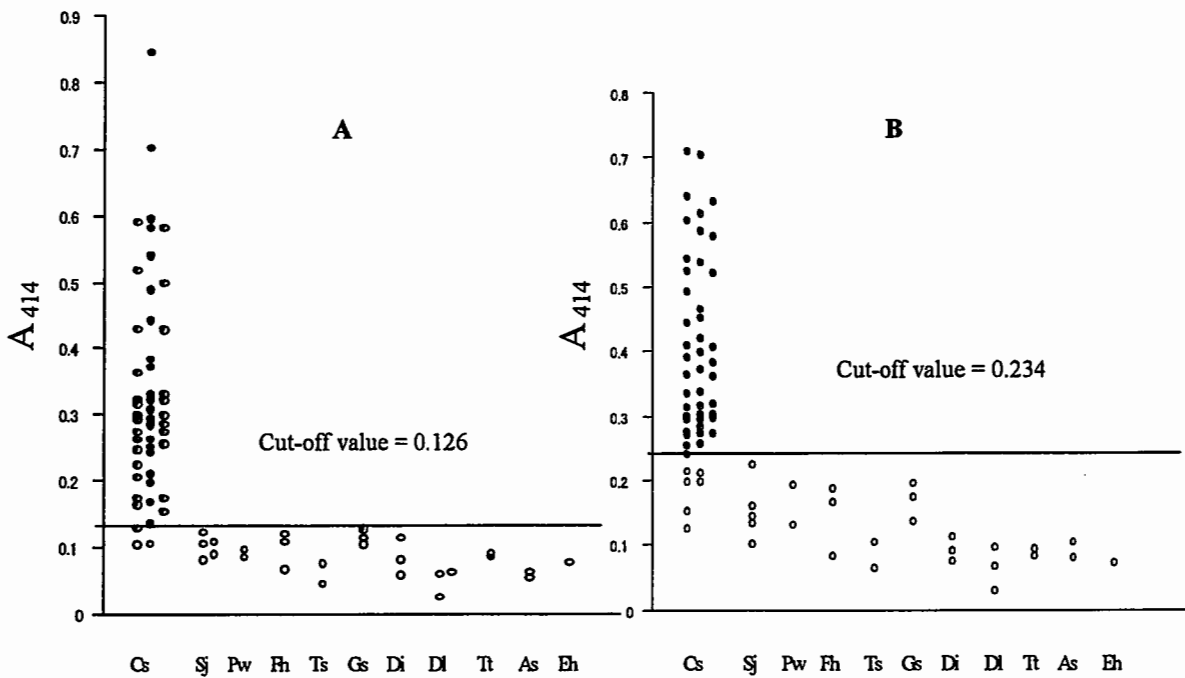 0.9
0.8
0.7
0.6
0.5
0.4
0.3
0.2
0.1
0
A414
A
Cut-off value = 0.126
Cs Sj Pw Fh Ts Gs Di Dl Tt As Eh
0.8
0.7
0.6
0.5
0.4
0.3
0.2
0.1
0
A414
B
Cut-off value = 0.234
Cs Sj Pw Fh Ts Gs Di Dl Tt As Eh